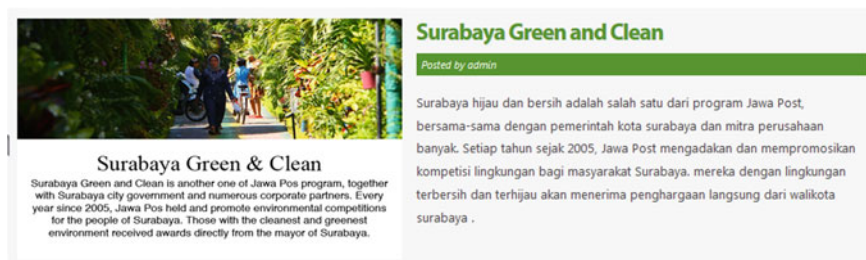 Surabaya Green & Clean
Surabaya Green and Clean is another one of Jawa Pos program, together
with Surabaya city government and numerous corporate partners. Every
year since 2005, Jawa Pos held and promote environmental competitions
for the people of Surabaya. Those with the cleanest and greenest
environment received awards directly from the mayor of Surabaya.
Surabaya Green and Clean
Posted by admin
Surabaya hijau dan bersih adalah salah satu dari program Jawa Post,
bersama-sama dengan pemerintah kota surabaya dan mitra perusahaan
banyak. Setiap tahun sejak 2005, Jawa Post mengadakan dan mempromosikan
kompetisi lingkungan bagi masyarakat Surabaya. mereka dengan lingkungan
terbersih dan terhijau akan menerima penghargaan langsung dari walikota
surabaya .